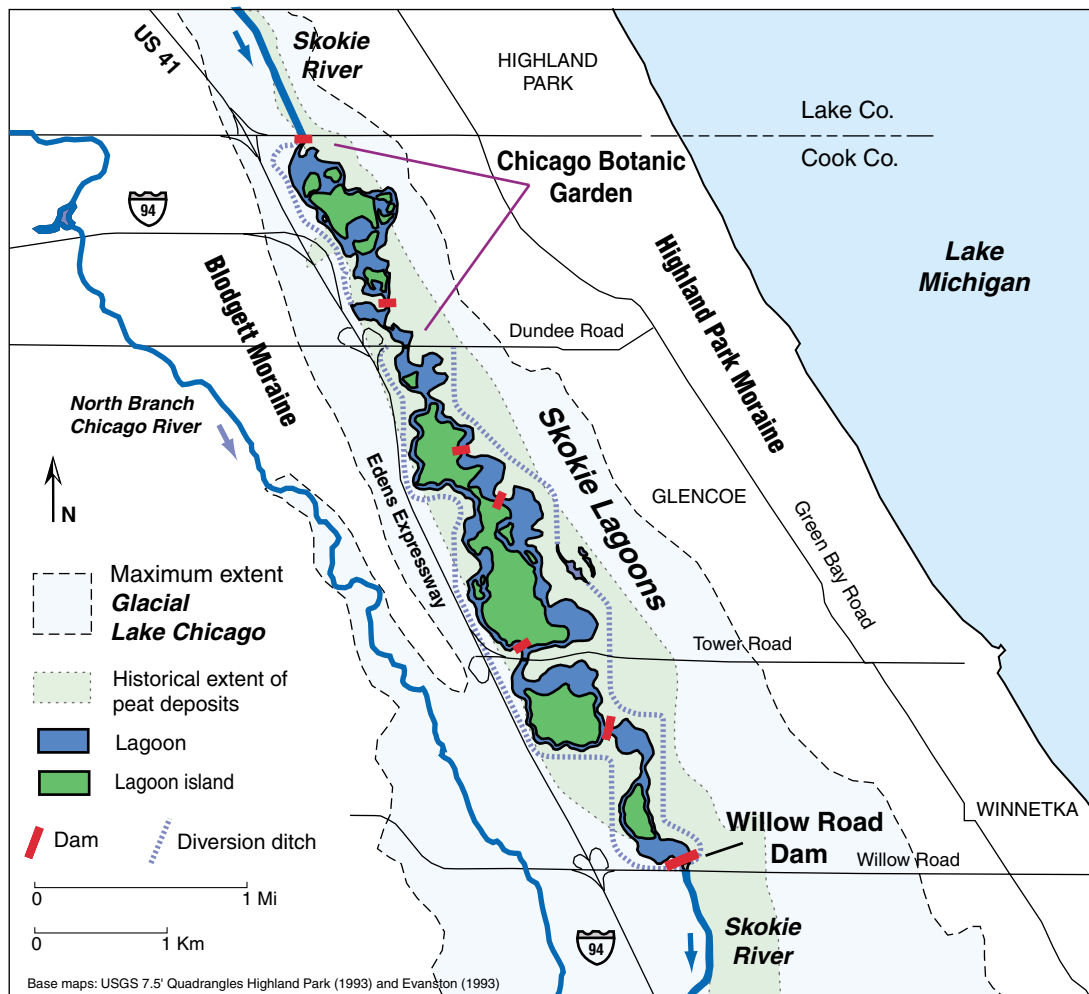 US 41
Skokie
River
HIGHLAND
PARK
Lake Co.
Cook Co.
Chicago Botanic
Garden
94
Lake
Michigan
Highland Park Moraine
Blodgett Moraine
Dundee Road
North Branch
Chicago River
Skokie Lagoons
Edens Expressway
GLENCOE
Green Bay Road
N
Maximum extent
Glacial
Lake Chicago
Tower Road
Historical extent of
peat deposits
Lagoon
Lagoon island
WINNETKA
Dam
Diversion ditch
Willow Road
Dam
Willow Road
0 1 Mi
0 1 Km
Skokie
River
94
Base maps: USGS 7.5' Quadrangles Highland Park (1993) and Evanston (1993)